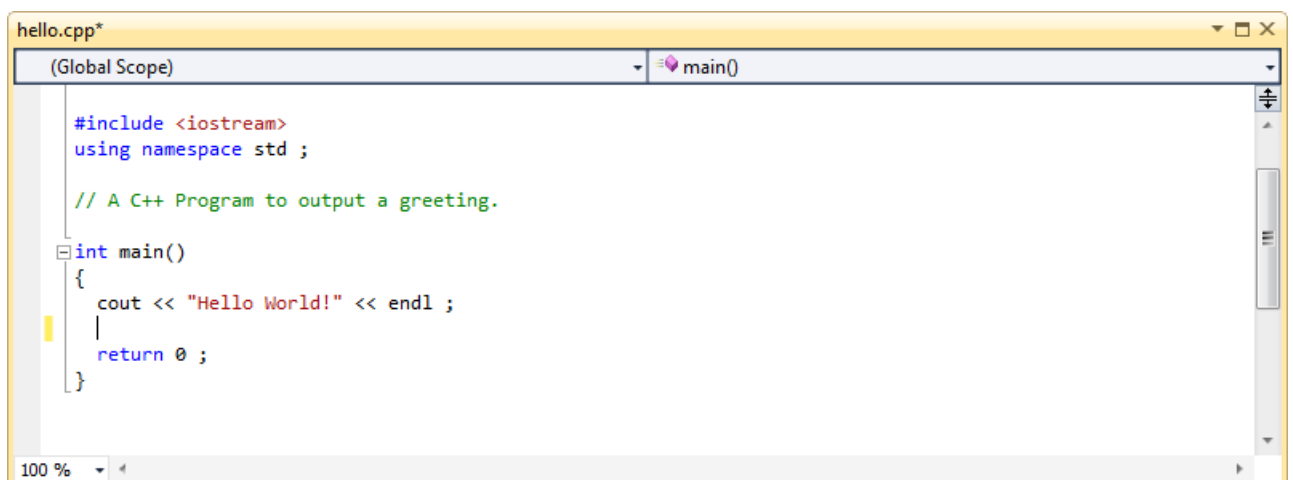 hello.cpp*
(Global Scope) main()
#include <iostream>
using namespace std ;
// A C++ Program to output a greeting.
int main()
{
cout << "Hello World!" << endl ;
return 0 ;
}
100 %